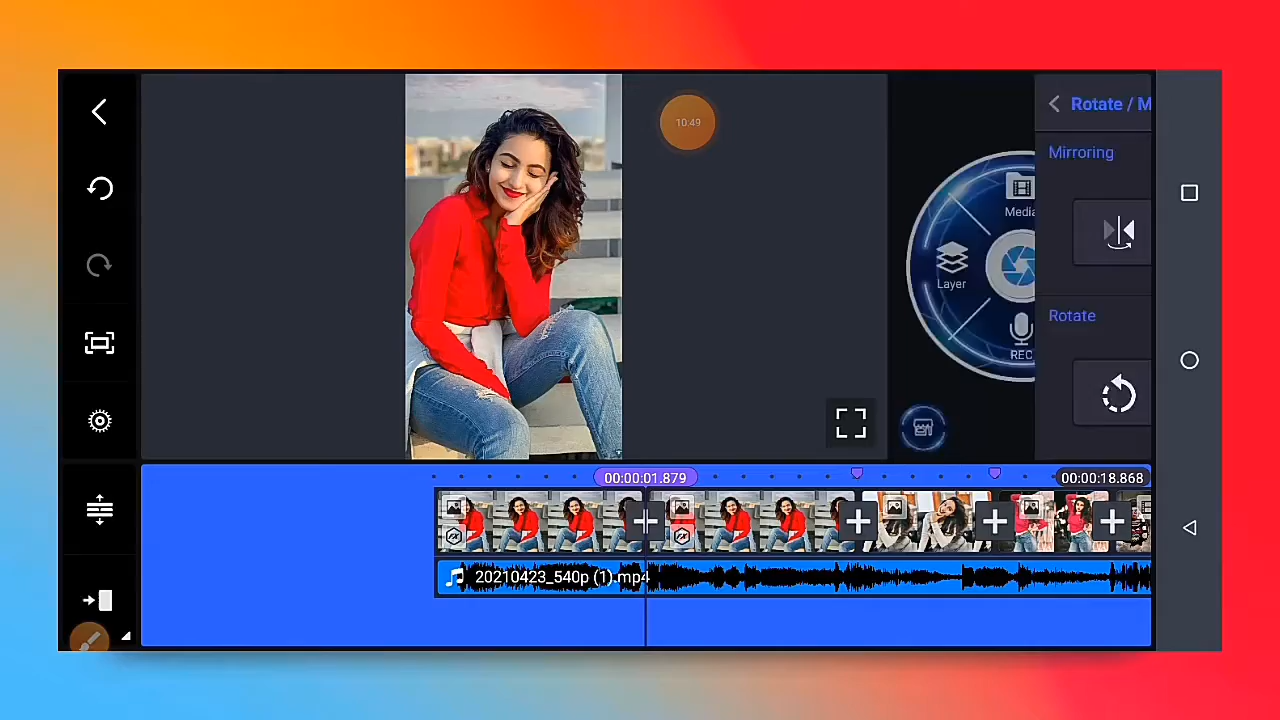 10:49
Rotate / M
Mirroring
Media
Layer
REC
Rotate
00:00:01.879
00:00:18.868
20210423_540p (1).mp4